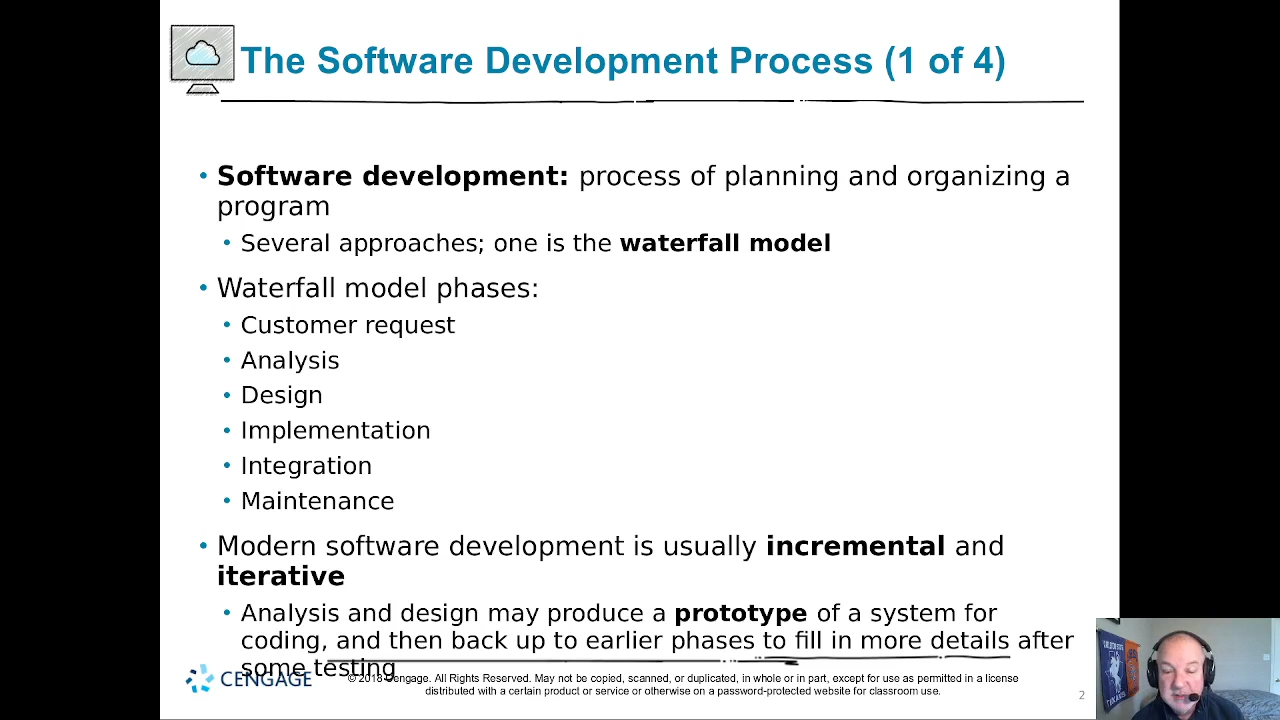 The Software Development Process (1 of 4)
• Software development: process of planning and organizing a
program
• Several approaches; one is the waterfall model
• Waterfall model phases:
• Customer request
• Analysis
• Design
• Implementation
• Integration
• Maintenance
• Modern software development is usually incremental and
iterative
• Analysis and design may produce a prototype of a system for
coding, and then back up to earlier phases to fill in more details after
some testing
CENGAGE
© 2018 Cengage. All Rights Reserved. May not be copied, scanned, or duplicated, in whole or in part, except for use as permitted in a license
distributed with a certain product or service or otherwise on a password-protected website for classroom use.
2